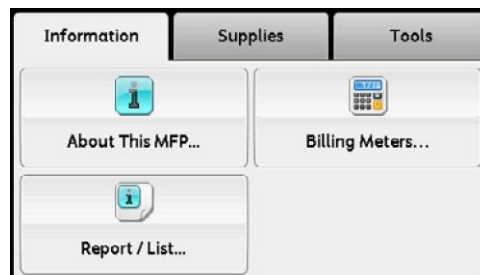 Information
Supplies
Tools
About This MFP...
Billing Meters...
Report / List...